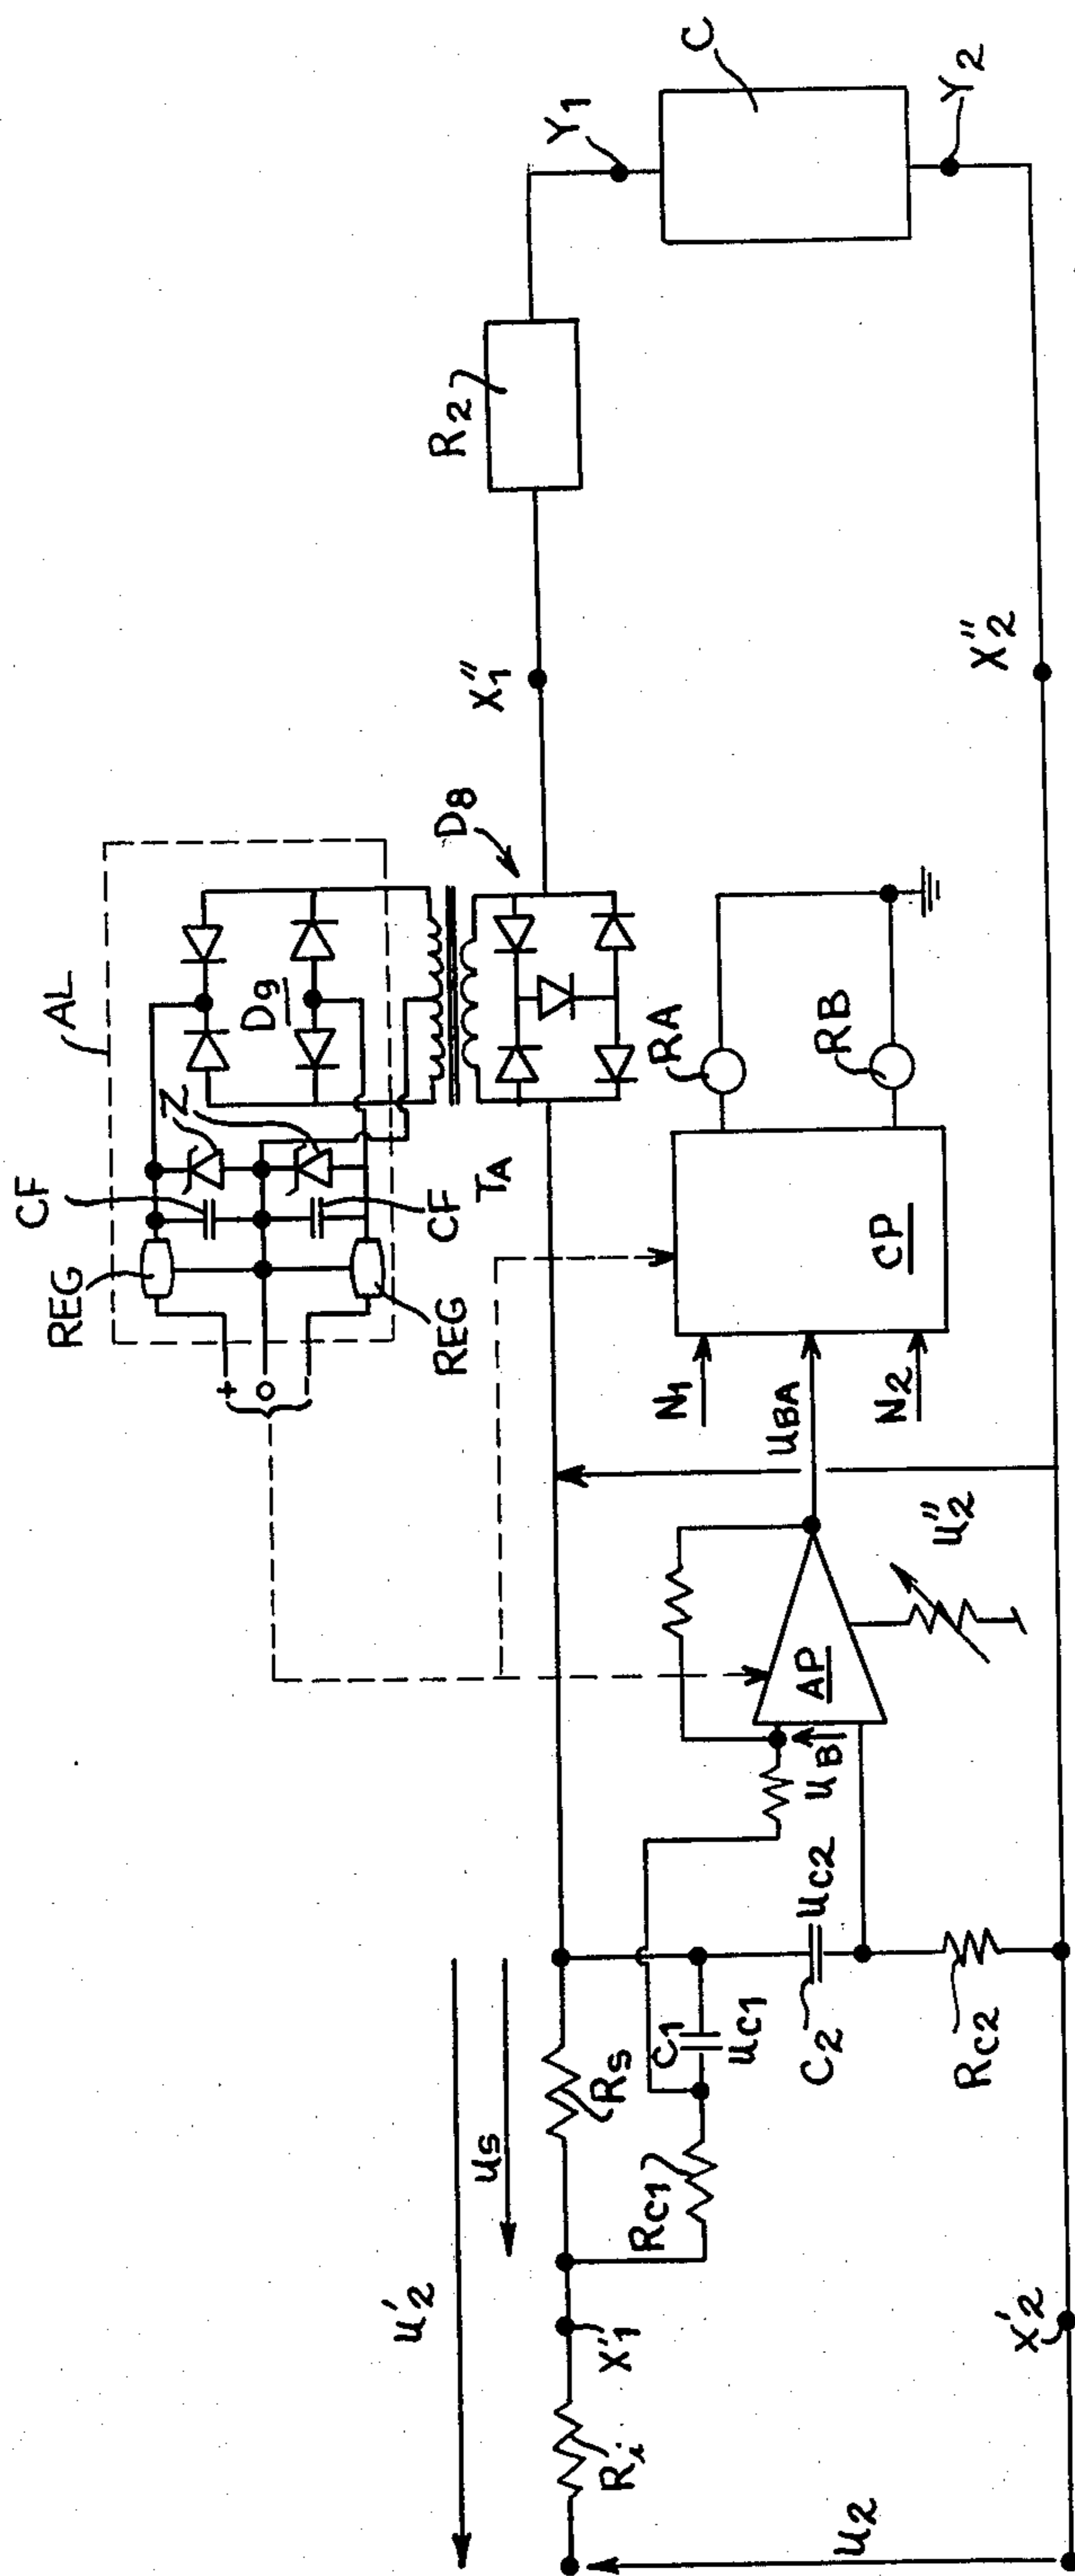 AL
CF
REG
Z
D9
+
O
-
CF
REG
TA
D8
X"1
R2
Y1
C
Y2
X"2
RA
RB
CP
N1
UBA
N2
U"2
AP
UB
U'2
US
RS
C1
UC1
RC1
C2
UC2
RC2
X'1
Ri
X'2
U2